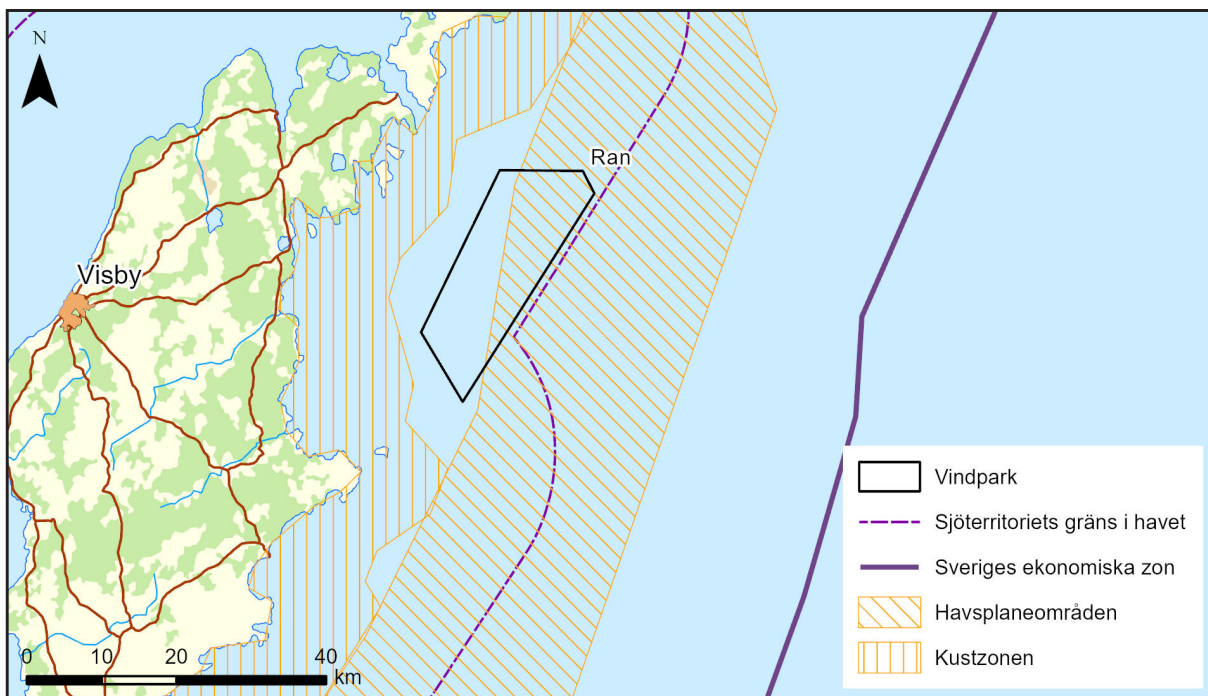 N
Ran
Visby
Vindpark
Sjöterritoriets gräns i havet
Sveriges ekonomiska zon
Havsplaneområden
Kustzonen
0 10 20 40
km